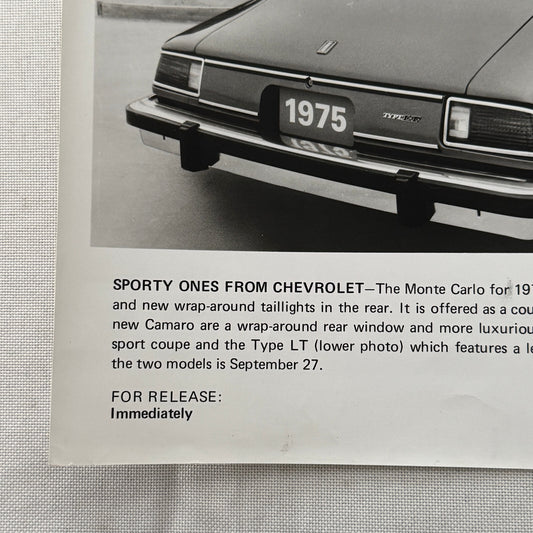 1975
TYPE LT
SPORTY ONES FROM CHEVROLET—The Monte Carlo for 197
and new wrap-around taillights in the rear. It is offered as a cou
new Camaro are a wrap-around rear window and more luxuriou
sport coupe and the Type LT (lower photo) which features a le
the two models is September 27.
FOR RELEASE:
Immediately